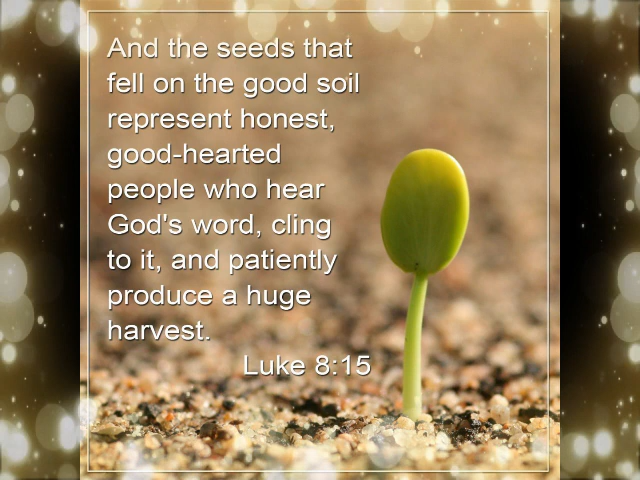 And the seeds that
fell on the good soil
represent honest,
good-hearted
people who hear
God's word, cling
to it, and patiently
produce a huge
harvest.
Luke 8:15